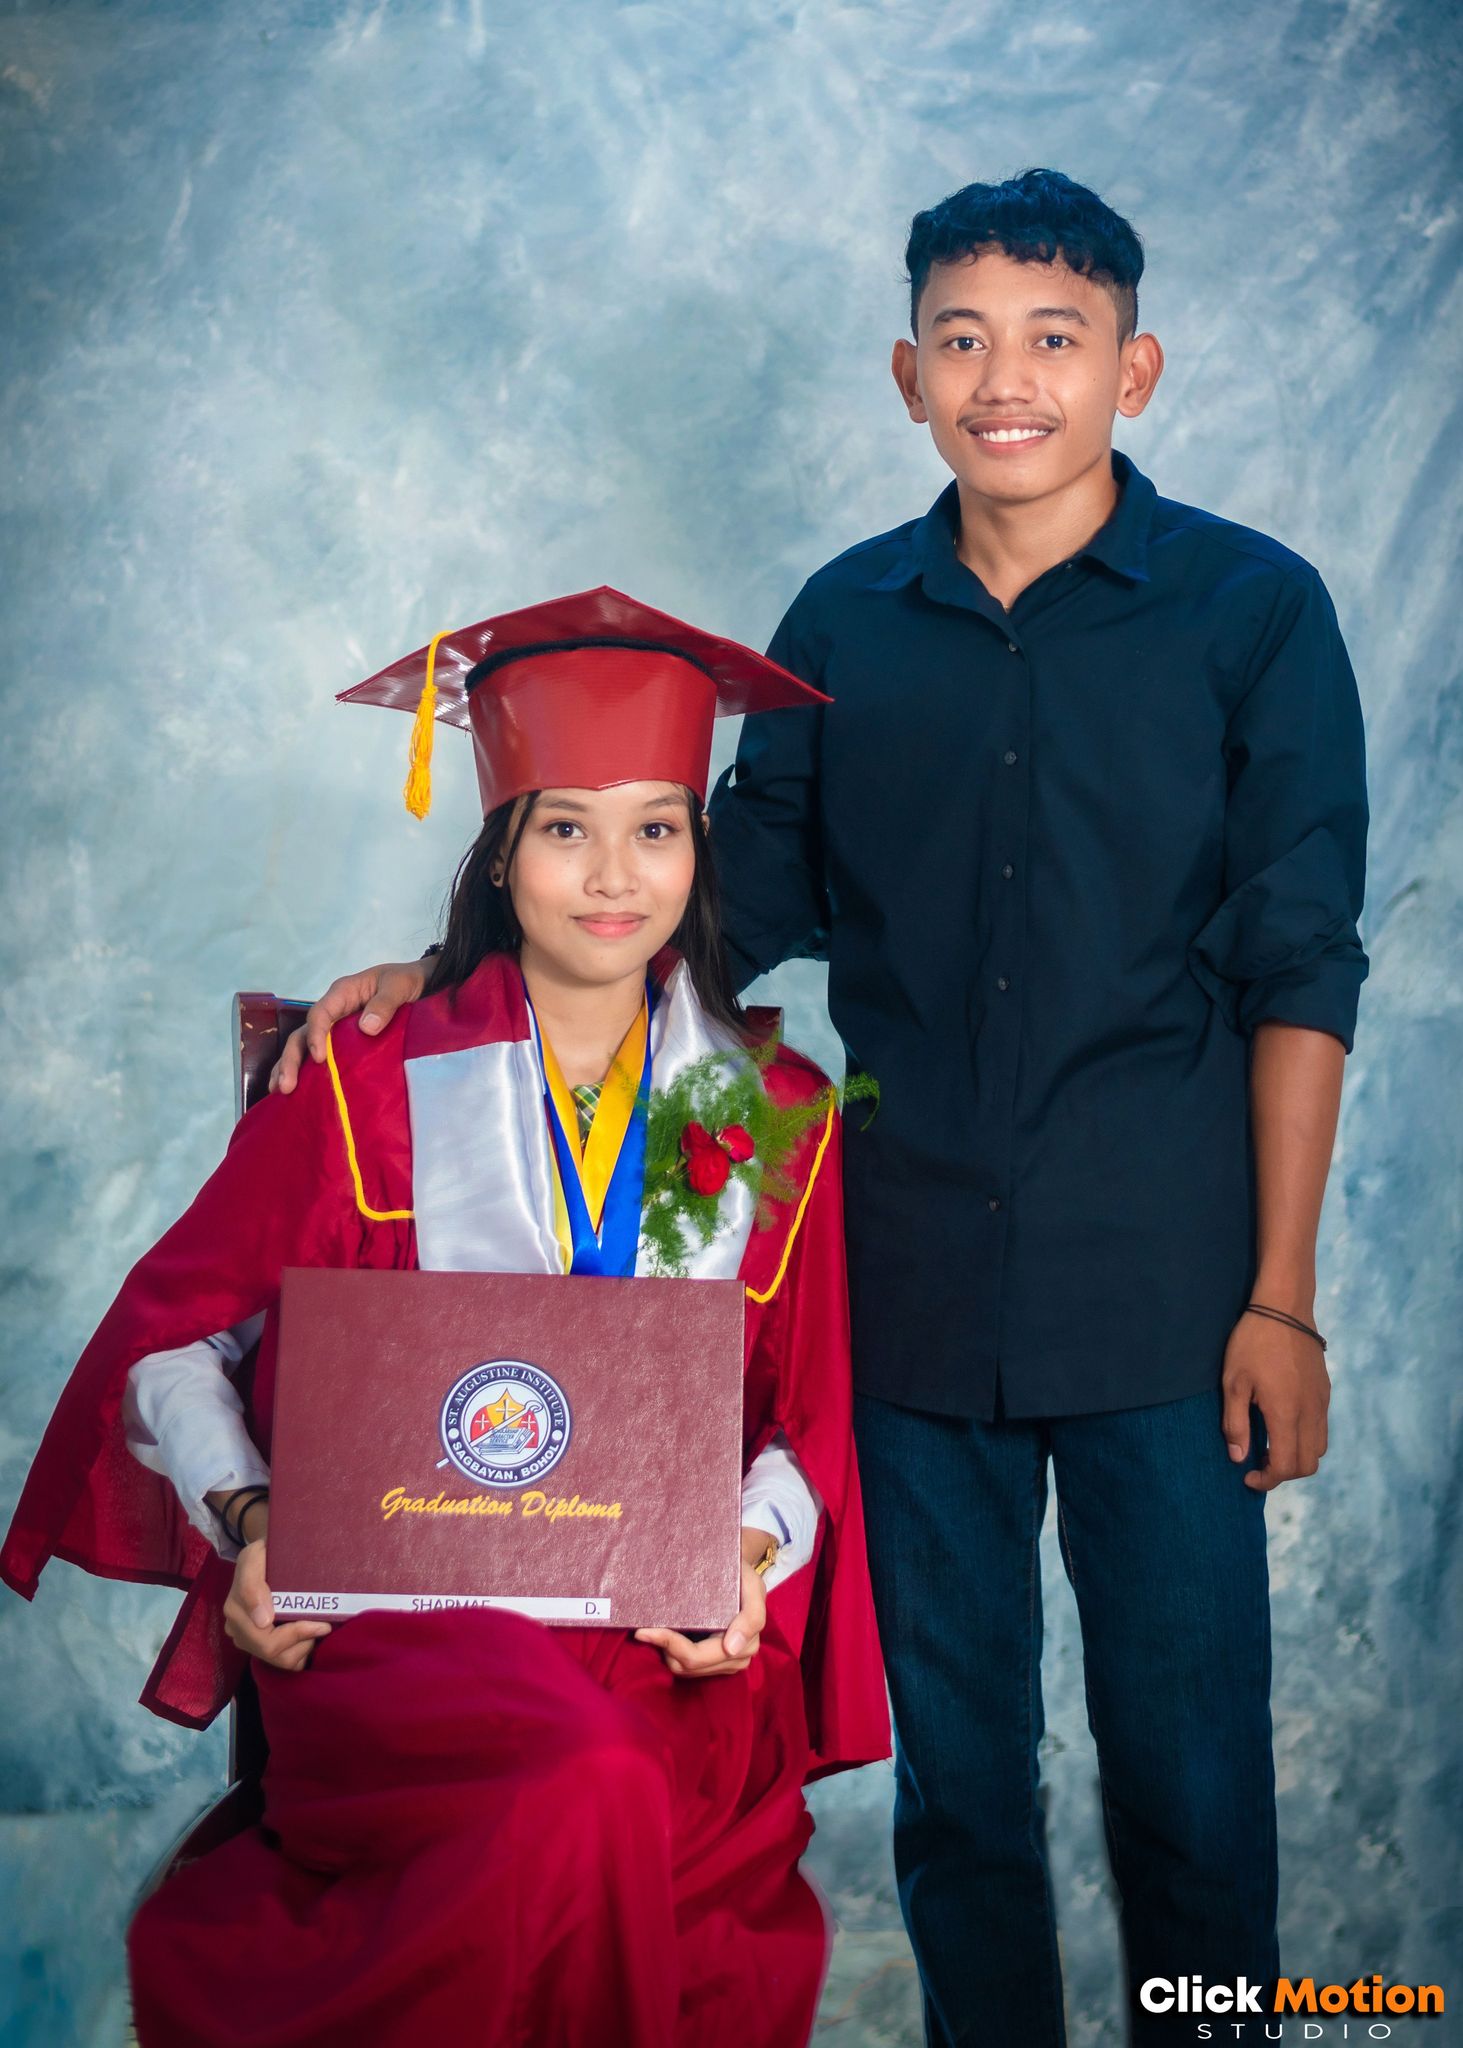 ST. AUGUSTINE INSTITUTE
SAGBAYAN, BOHOL
Graduation Diploma
PARAJES SHARMAE D.
Click Motion
STUDIO